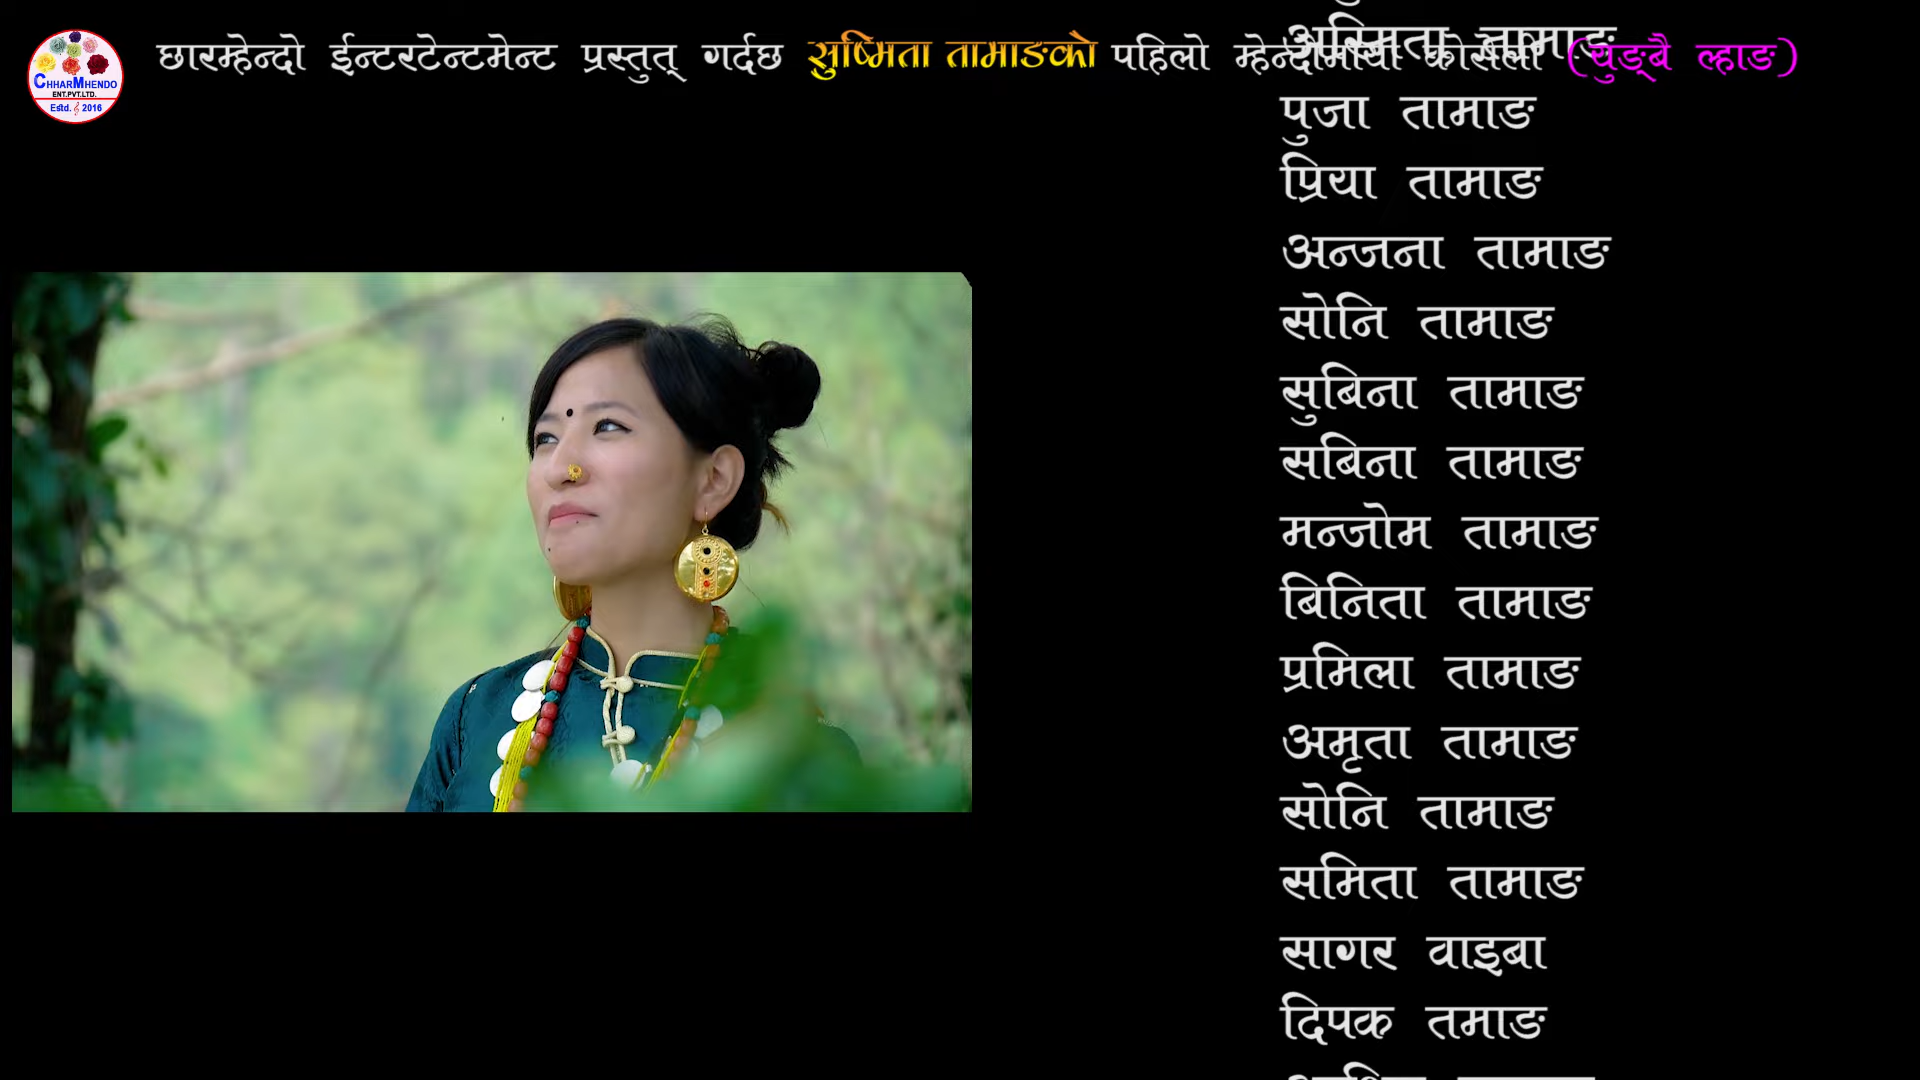 छारम्हेन्दो ईन्टरटेन्टमेन्ट प्रस्तुत् गर्दछ सुष्मिता तामाङको पहिलो म्हेन्दोमाया कोसेली (युङ्बै ल्हाङ)
CHHARMHENDO
ENT.PVT.LTD.
Estd. 2016
अस्मिता तामाङ
पुजा तामाङ
प्रिया तामाङ
अन्जना तामाङ
सोनि तामाङ
सुबिना तामाङ
सबिना तामाङ
मन्जोम तामाङ
बिनिता तामाङ
प्रमिला तामाङ
अमृता तामाङ
सोनि तामाङ
समिता तामाङ
सागर वाइबा
दिपक तमाङ